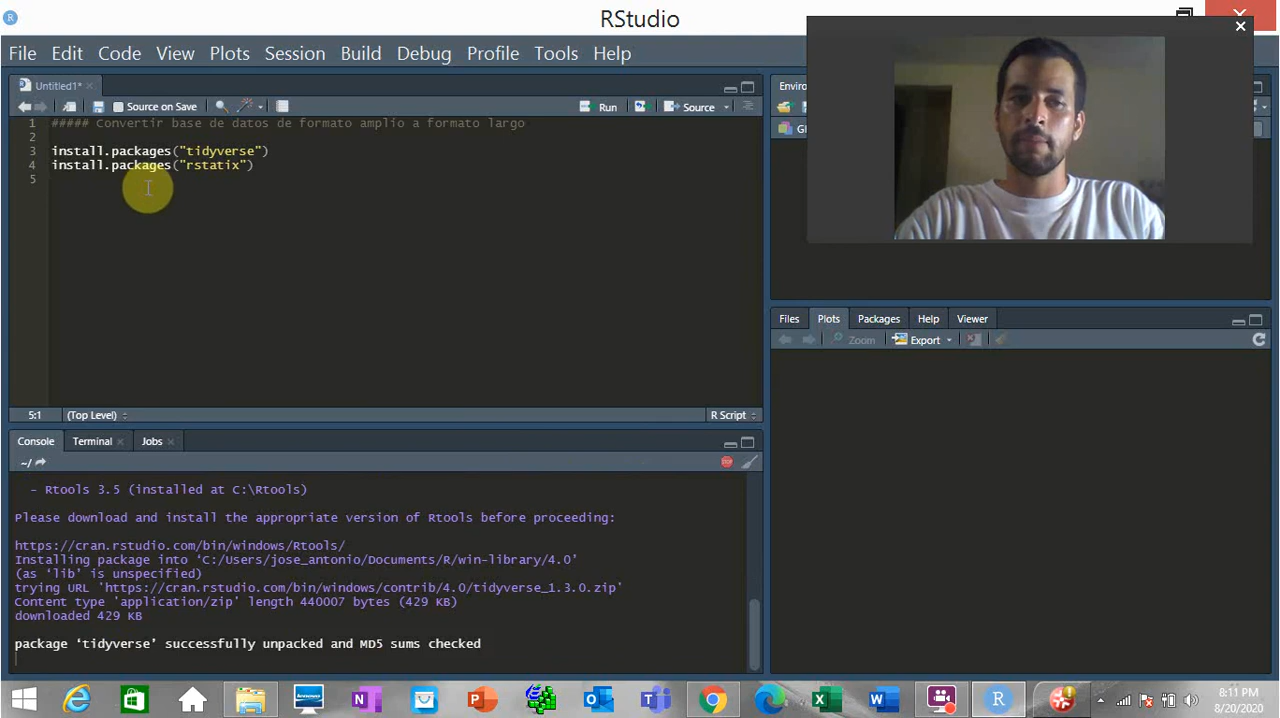 RStudio
File Edit Code View Plots Session Build Debug Profile Tools Help
Untitled1*
Source on Save Run Source
1 ##### Convertir base de datos de formato amplio a formato largo
2
3 install.packages("tidyverse")
4 install.packages("rstatix")
5
5:1 (Top Level) R Script
Console Terminal Jobs
~/
- Rtools 3.5 (installed at C:\Rtools)
Please download and install the appropriate version of Rtools before proceeding:
https://cran.rstudio.com/bin/windows/Rtools/
Installing package into ‘C:/Users/jose_antonio/Documents/R/win-library/4.0’
(as ‘lib’ is unspecified)
trying URL 'https://cran.rstudio.com/bin/windows/contrib/4.0/tidyverse_1.3.0.zip'
Content type 'application/zip' length 440007 bytes (429 KB)
downloaded 429 KB
package ‘tidyverse’ successfully unpacked and MD5 sums checked
Files Plots Packages Help Viewer
Zoom Export
8:11 PM
8/20/2020